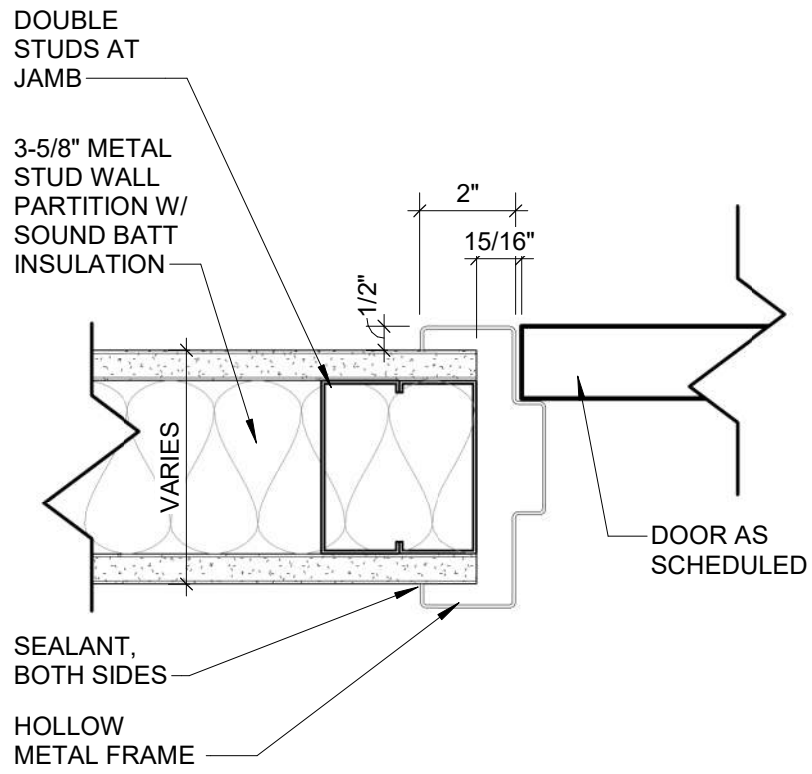 DOUBLE
STUDS AT
JAMB
3-5/8" METAL
STUD WALL
PARTITION W/
SOUND BATT
INSULATION
2"
15/16"
1/2"
VARIES
DOOR AS
SCHEDULED
SEALANT,
BOTH SIDES
HOLLOW
METAL FRAME